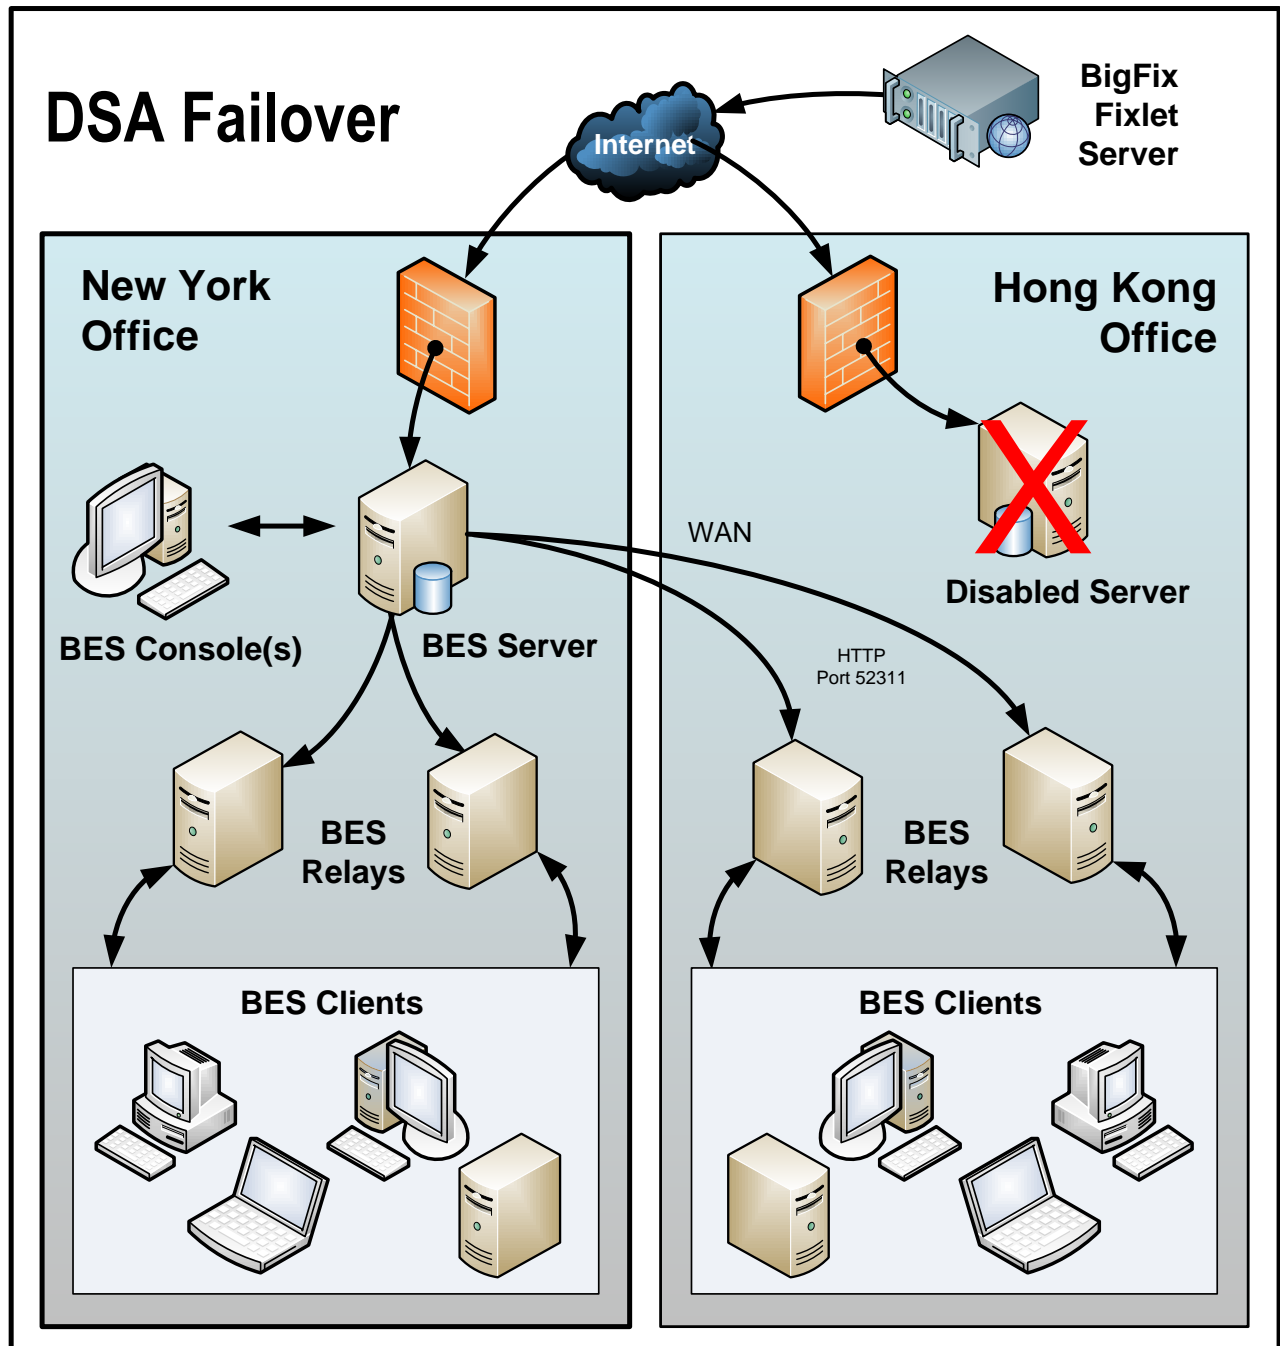 DSA Failover
BigFix
Fixlet
Server
Internet
New York
Office
Hong Kong
Office
WAN
Disabled Server
BES Console(s)
BES Server
HTTP
Port 52311
BES
Relays
BES
Relays
BES Clients
BES Clients